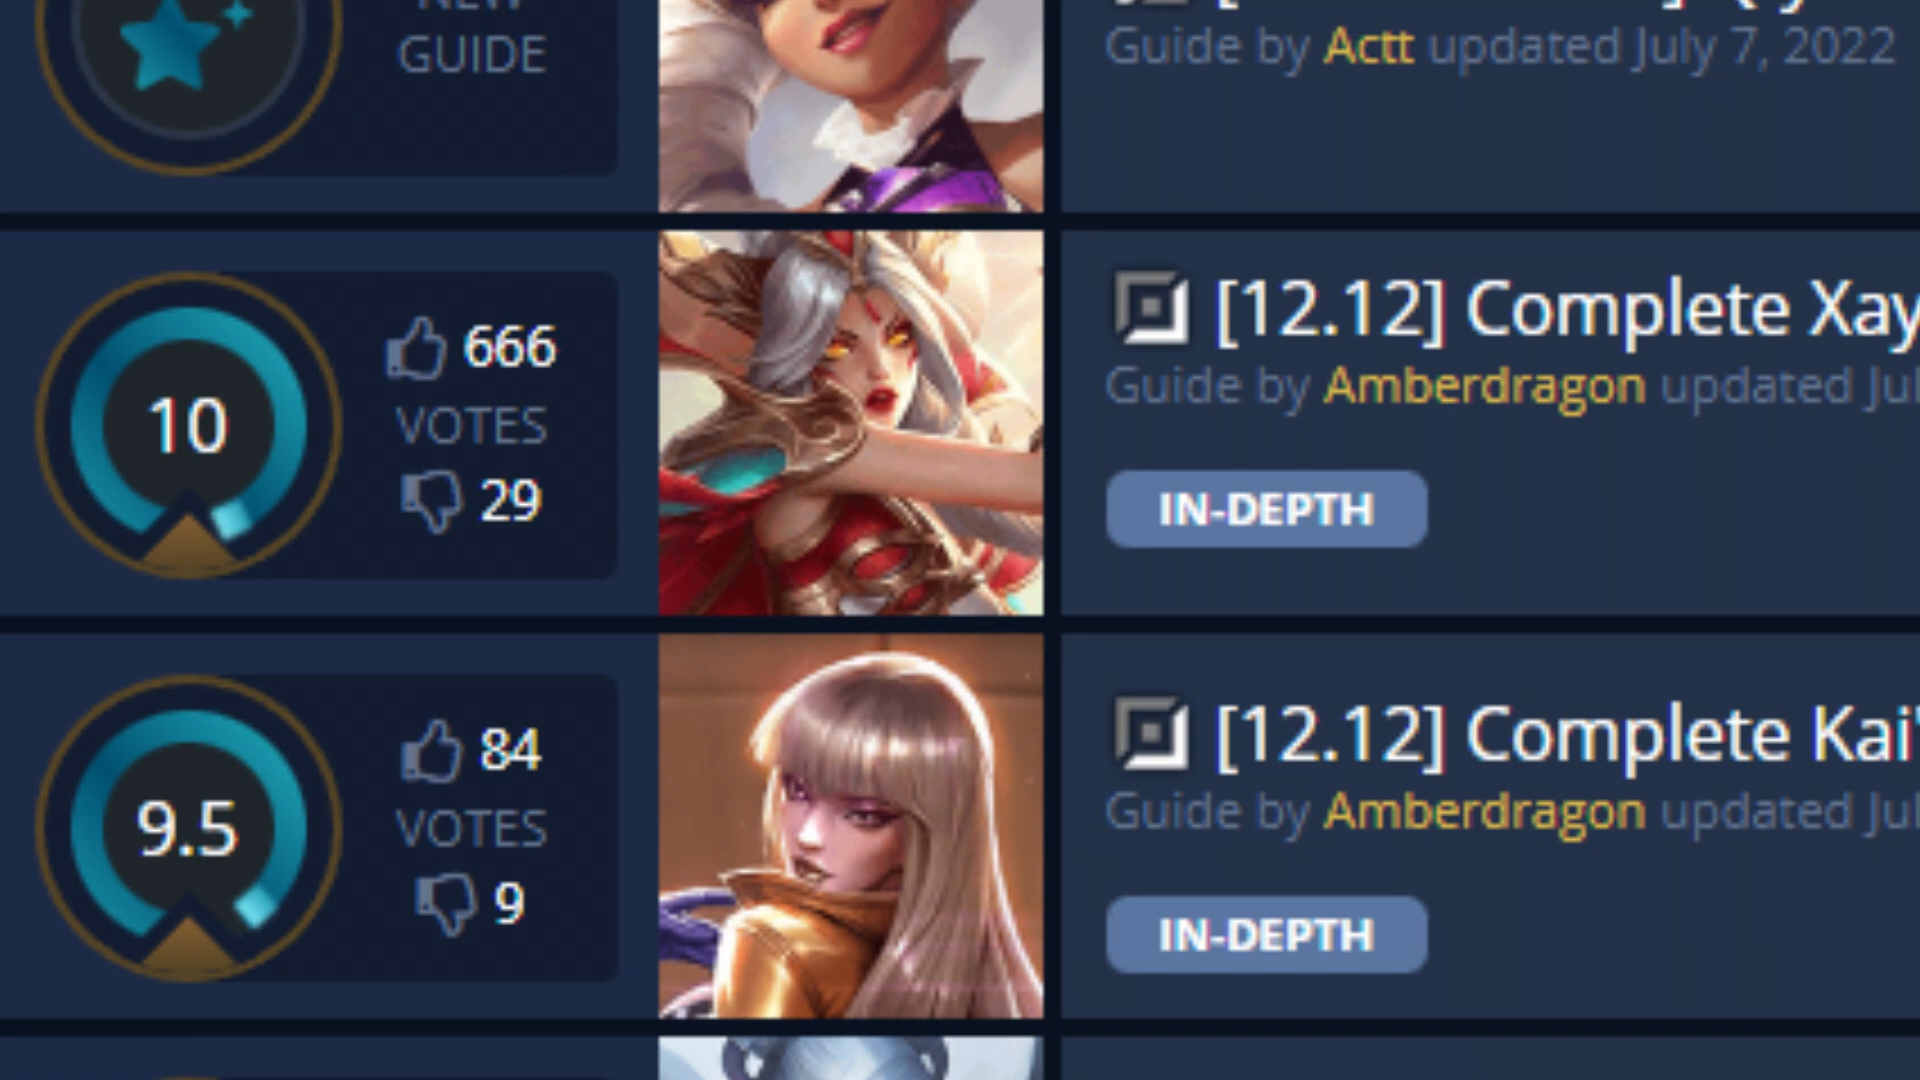 GUIDE
Guide by Actt updated July 7, 2022
10
666
VOTES
29
[12.12] Complete Xay
Guide by Amberdragon updated Jul
IN-DEPTH
9.5
84
VOTES
9
[12.12] Complete Kai'
Guide by Amberdragon updated Jul
IN-DEPTH